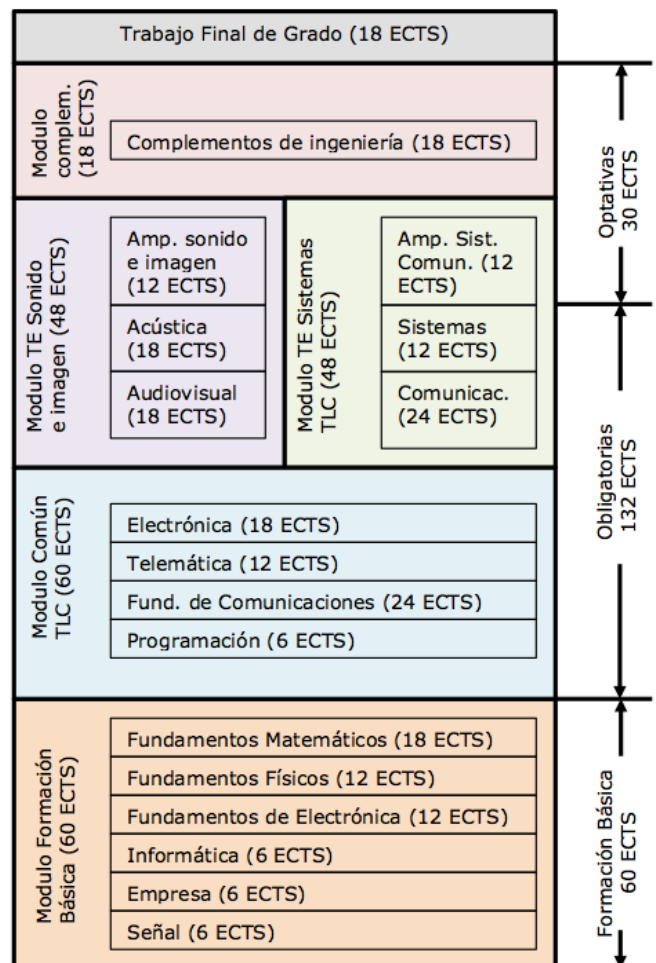 Trabajo Final de Grado (18 ECTS)
Modulo
complem.
(18 ECTS)
Complementos de ingeniería (18 ECTS)
Optativas
30 ECTS
Modulo TE Sonido
e imagen (48 ECTS)
Amp. sonido
e imagen
(12 ECTS)
Acústica
(18 ECTS)
Audiovisual
(18 ECTS)
Modulo TE Sistemas
TLC (48 ECTS)
Amp. Sist.
Comun. (12
ECTS)
Sistemas
(12 ECTS)
Comunicac.
(24 ECTS)
Obligatorias
132 ECTS
Modulo Común
TLC (60 ECTS)
Electrónica (18 ECTS)
Telemática (12 ECTS)
Fund. de Comunicaciones (24 ECTS)
Programación (6 ECTS)
Modulo Formación
Básica (60 ECTS)
Fundamentos Matemáticos (18 ECTS)
Fundamentos Físicos (12 ECTS)
Fundamentos de Electrónica (12 ECTS)
Informática (6 ECTS)
Empresa (6 ECTS)
Señal (6 ECTS)
Formación Básica
60 ECTS